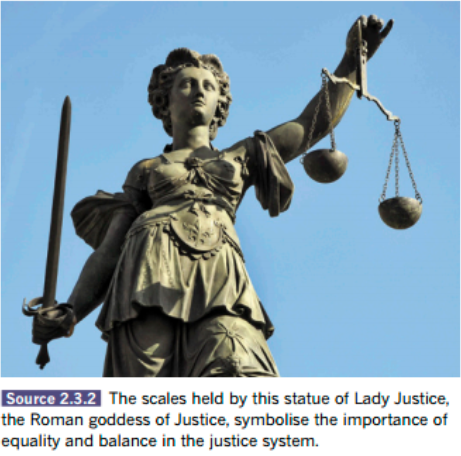 Source 2.3.2 The scales held by this statue of Lady Justice,
the Roman goddess of Justice, symbolise the importance of
equality and balance in the justice system.